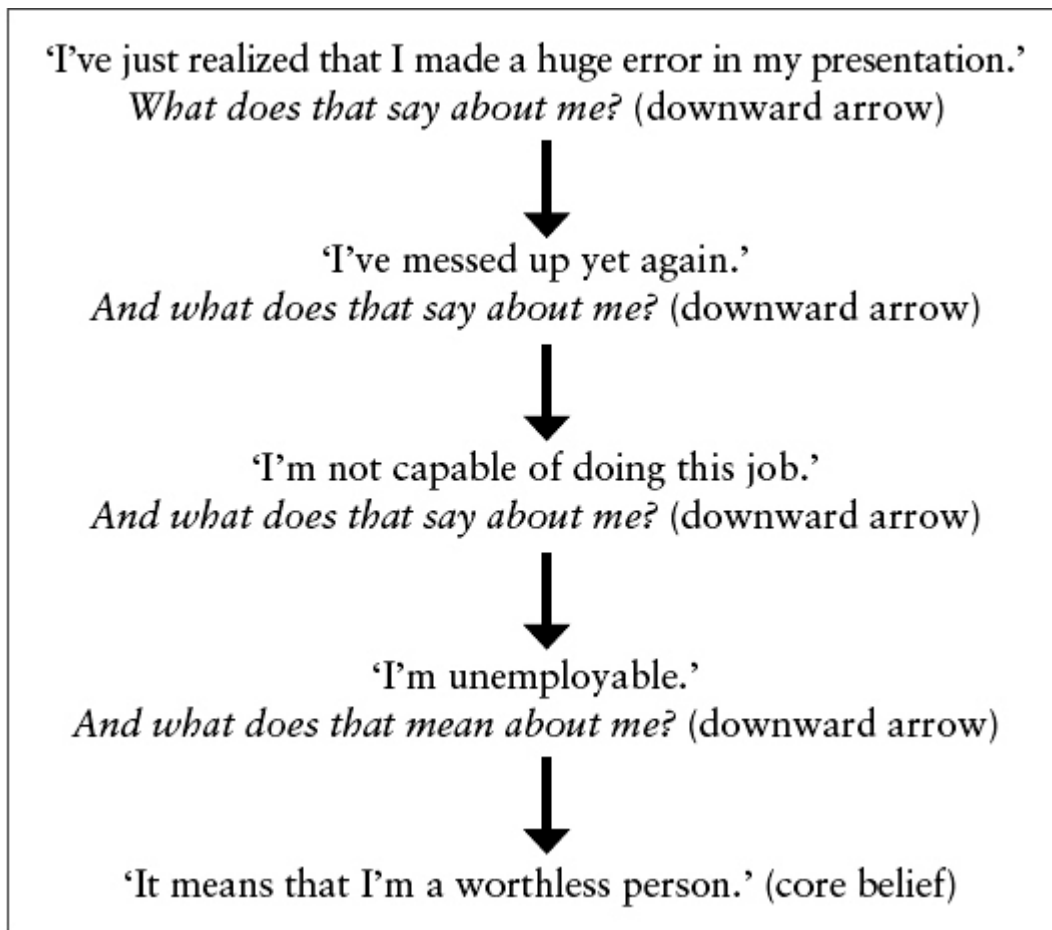 ‘I’ve just realized that I made a huge error in my presentation.’
What does that say about me? (downward arrow)
‘I’ve messed up yet again.’
And what does that say about me? (downward arrow)
‘I’m not capable of doing this job.’
And what does that say about me? (downward arrow)
‘I’m unemployable.’
And what does that mean about me? (downward arrow)
‘It means that I’m a worthless person.’ (core belief)